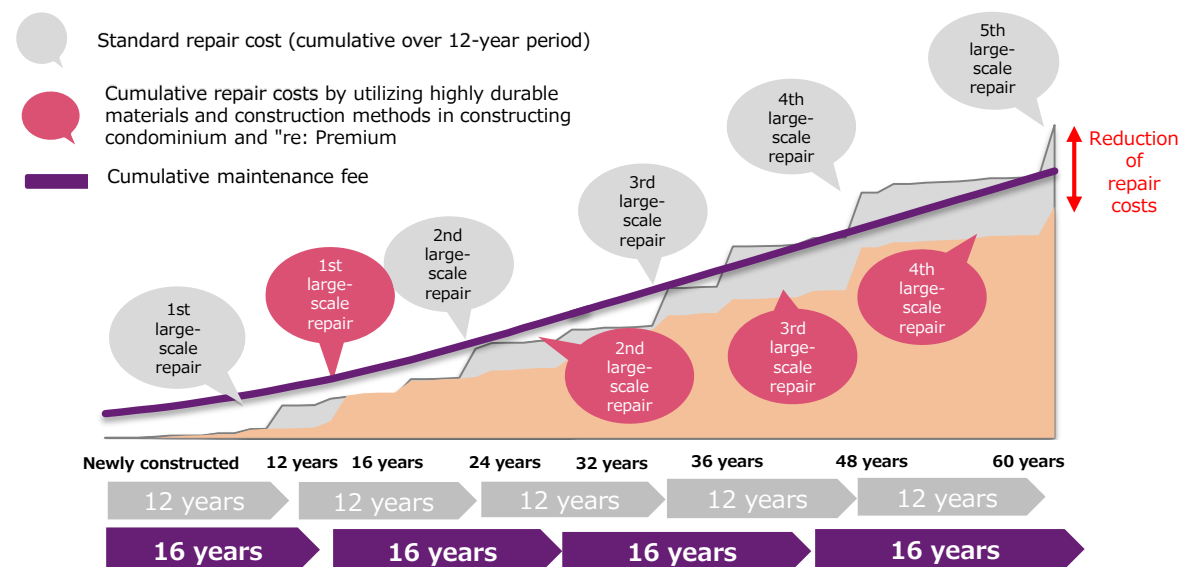 Standard repair cost (cumulative over 12-year period)
Cumulative repair costs by utilizing highly durable
materials and construction methods in constructing
condominium and "re: Premium
Cumulative maintenance fee
1st
large-
scale
repair
1st
large-
scale
repair
2nd
large-
scale
repair
2nd
large-
scale
repair
3rd
large-
scale
repair
3rd
large-
scale
repair
4th
large-
scale
repair
4th
large-
scale
repair
5th
large-
scale
repair
Reduction
of
repair
costs
Newly constructed 12 years 16 years 24 years 32 years 36 years 48 years 60 years
12 years 12 years 12 years 12 years 12 years
16 years 16 years 16 years 16 years